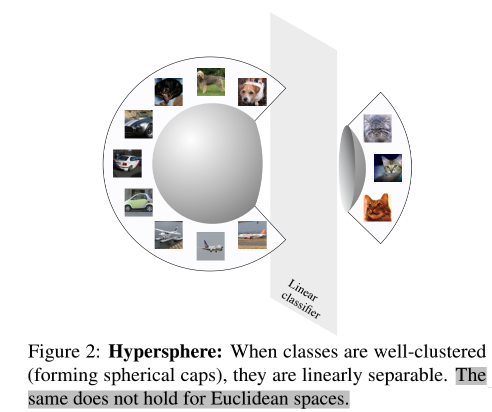 Linear
classifier
Figure 2: Hypersphere: When classes are well-clustered
(forming spherical caps), they are linearly separable. The
same does not hold for Euclidean spaces.